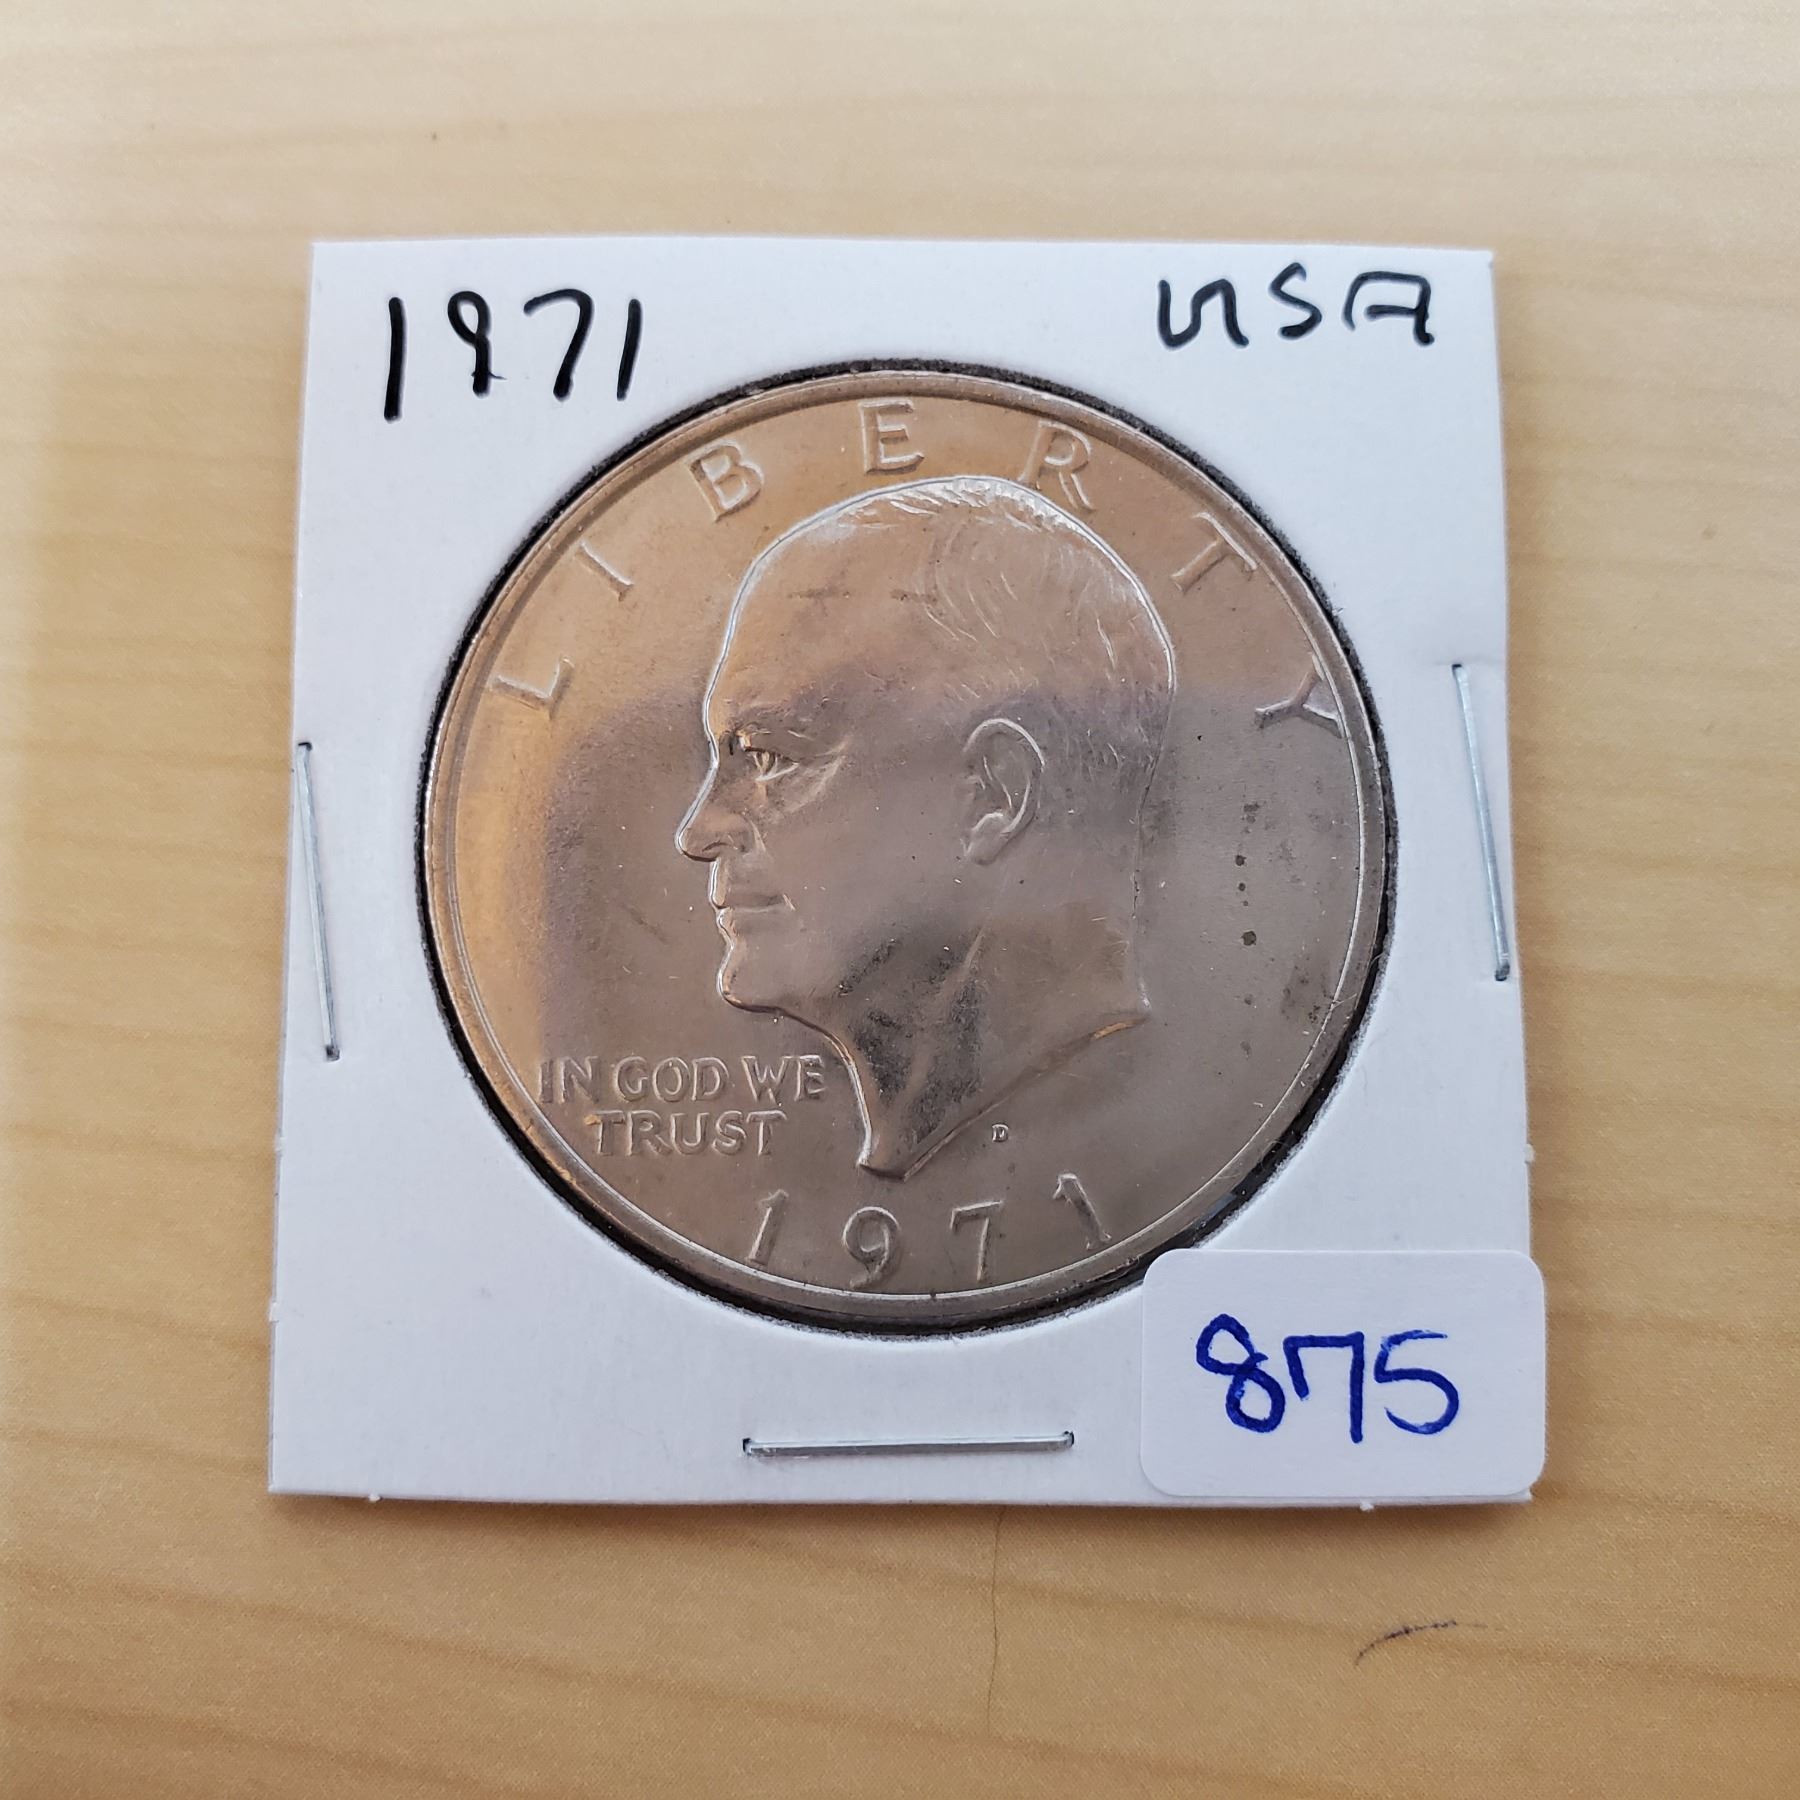 1971 USA
LIBERTY
IN GOD WE
TRUST
D
1971
875